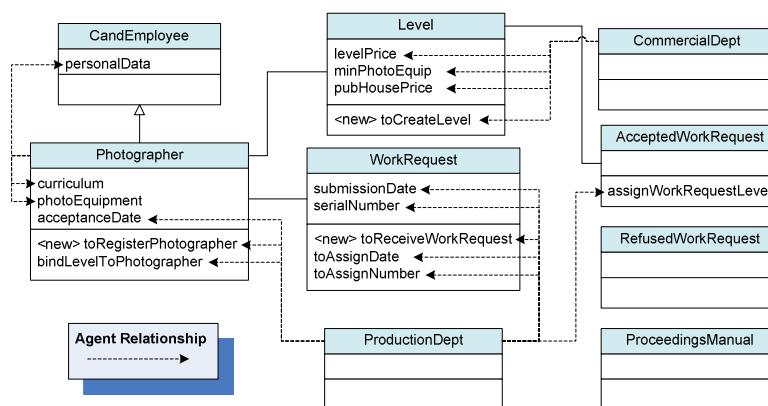 CandEmployee
personalData
Level
levelPrice
minPhotoEquip
pubHousePrice
<new> toCreateLevel
CommercialDept
Photographer
curriculum
photoEquipment
acceptanceDate
<new> toRegisterPhotographer
bindLevelToPhotographer
WorkRequest
submissionDate
serialNumber
<new> toReceiveWorkRequest
toAssignDate
toAssignNumber
AcceptedWorkRequest
assignWorkRequestLevel
RefusedWorkRequest
Agent Relationship
ProductionDept
ProceedingsManual